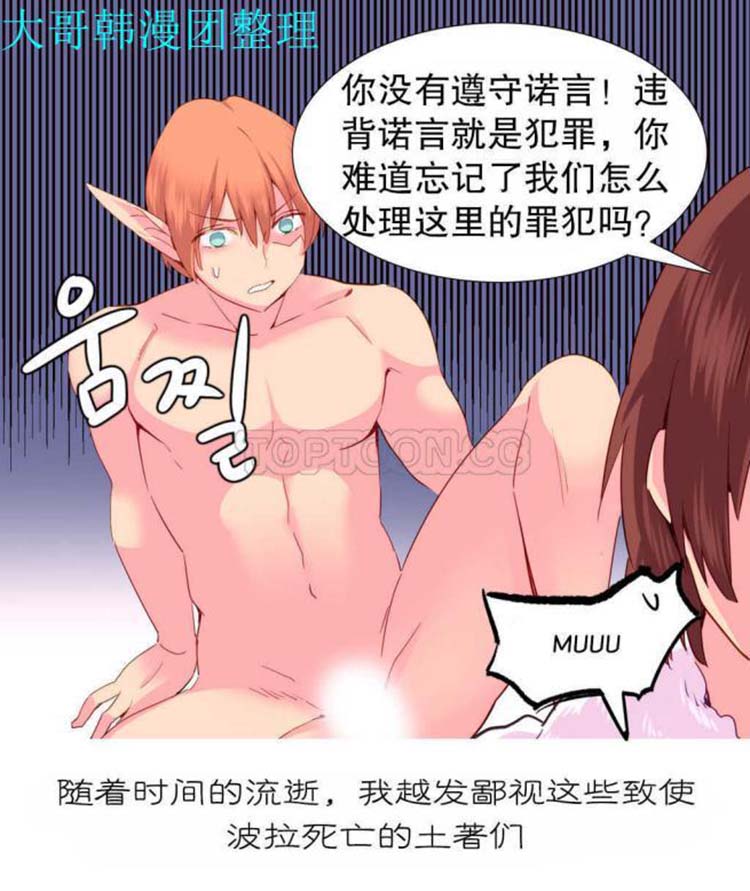 大哥韩漫团整理
你没有遵守诺言！违
背诺言就是犯罪，你
难道忘记了我们怎么
处理这里的罪犯吗？
움찔
TOPTOON.CC
MUUU
随着时间的流逝，我越发鄙视这些致使
波拉死亡的土著们